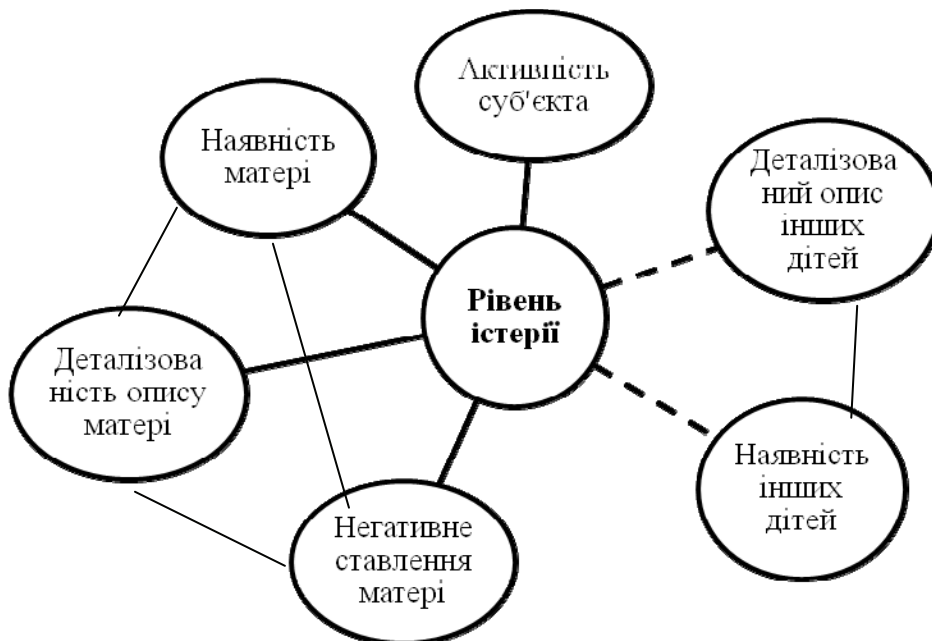 Активність
суб'єкта
Наявність
матері
Деталізова
ний опис
інших
дітей
Рівень
істерії
Деталізова
ність опису
матері
Наявність
інших
дітей
Негативне
ставлення
матері